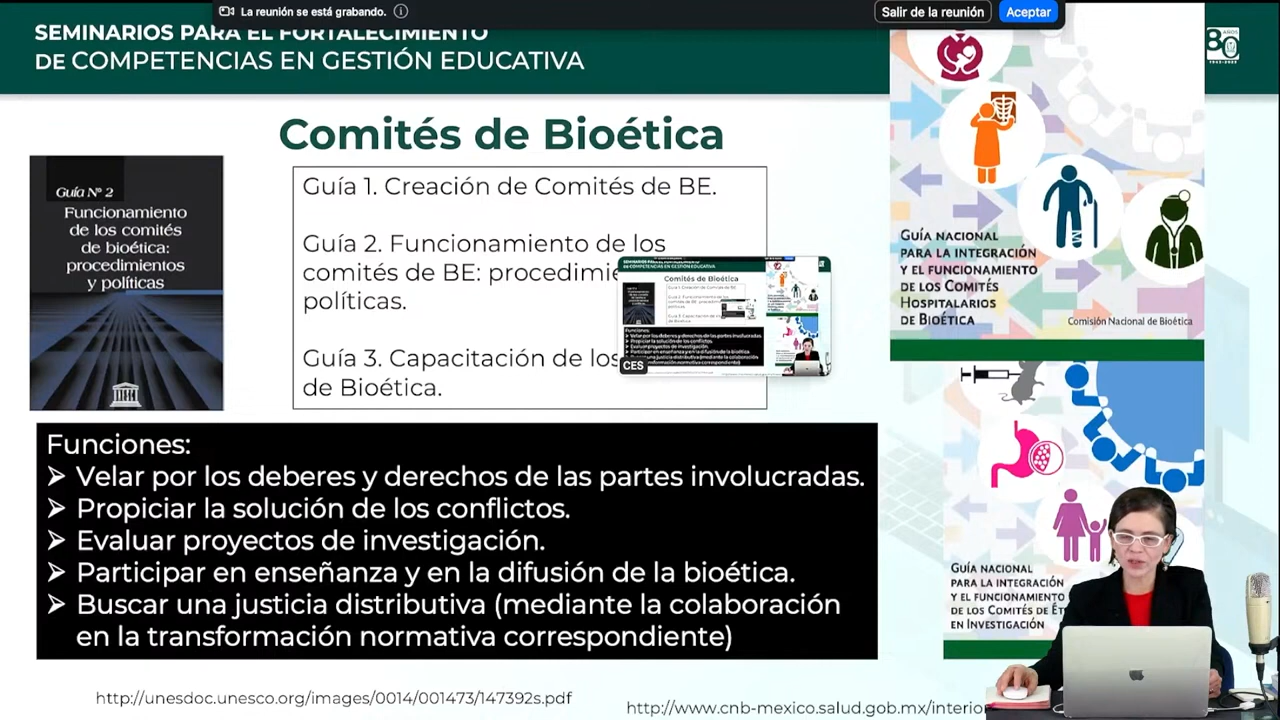 La reunión se está grabando.
Salir de la reunión
Aceptar
SEMINARIOS PARA EL FORTALECIMIENTO
DE COMPETENCIAS EN GESTIÓN EDUCATIVA
Comités de Bioética
Guía Nº 2
Funcionamiento
de los comités
de bioética:
procedimientos
y políticas
Guía 1. Creación de Comités de BE.
Guía 2. Funcionamiento de los
comités de BE:
políticas.
Guía 3. Capacitación de los
de Bioética.
CES
GUÍA NACIONAL
PARA LA INTEGRACIÓN
Y EL FUNCIONAMIENTO
DE LOS COMITÉS
HOSPITALARIOS
DE BIOÉTICA
Comisión Nacional de Bioética
Funciones:
➢ Velar por los deberes y derechos de las partes involucradas.
➢ Propiciar la solución de los conflictos.
➢ Evaluar proyectos de investigación.
➢ Participar en enseñanza y en la difusión de la bioética.
➢ Buscar una justicia distributiva (mediante la colaboración
en la transformación normativa correspondiente)
GUÍA NACIONAL
PARA LA INTEGRACIÓN
Y EL FUNCIONAMIENTO
DE LOS COMITÉS DE
EN INVESTIGACIÓN
http://unesdoc.unesco.org/images/0014/001473/147392s.pdf
http://www.cnb-mexico.salud.gob.mx/interior